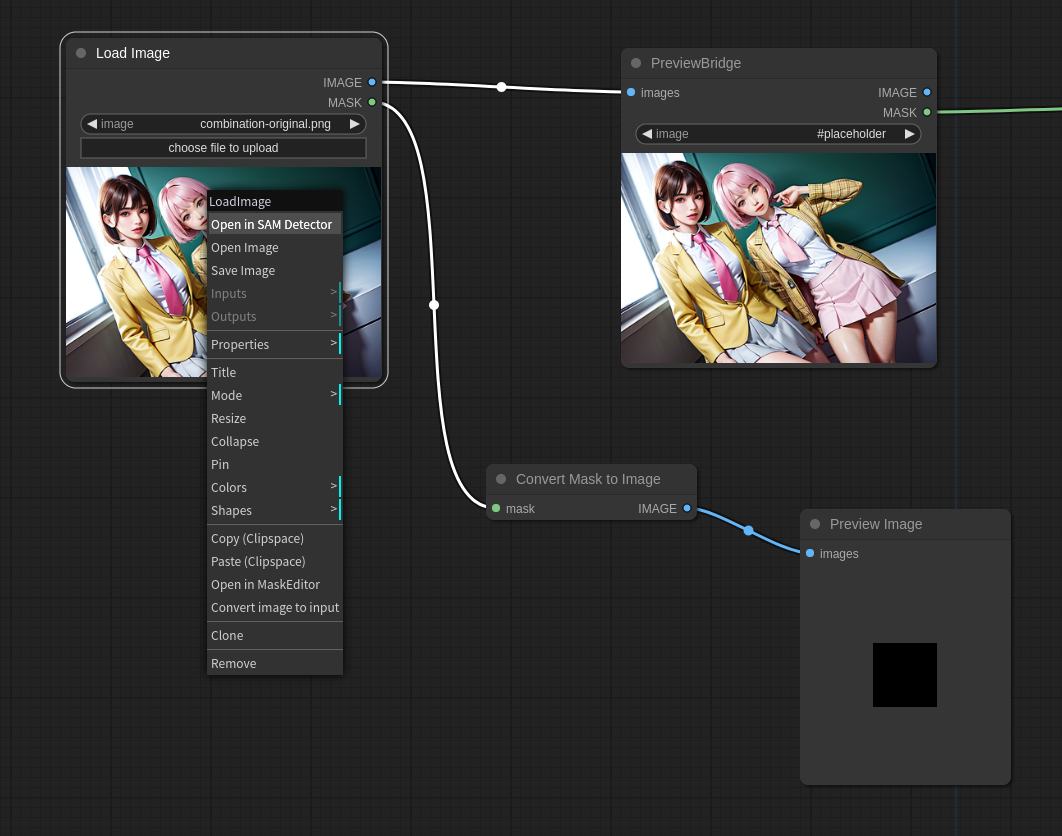 Load Image
IMAGE
MASK
image combination-original.png
choose file to upload
LoadImage
Open in SAM Detector
Open Image
Save Image
Inputs >
Outputs >
Properties >
Title
Mode >
Resize
Collapse
Pin
Colors >
Shapes >
Copy (Clipspace)
Paste (Clipspace)
Open in MaskEditor
Convert image to input
Clone
Remove
PreviewBridge
images IMAGE
MASK
image #placeholder
Convert Mask to Image
mask IMAGE
Preview Image
images